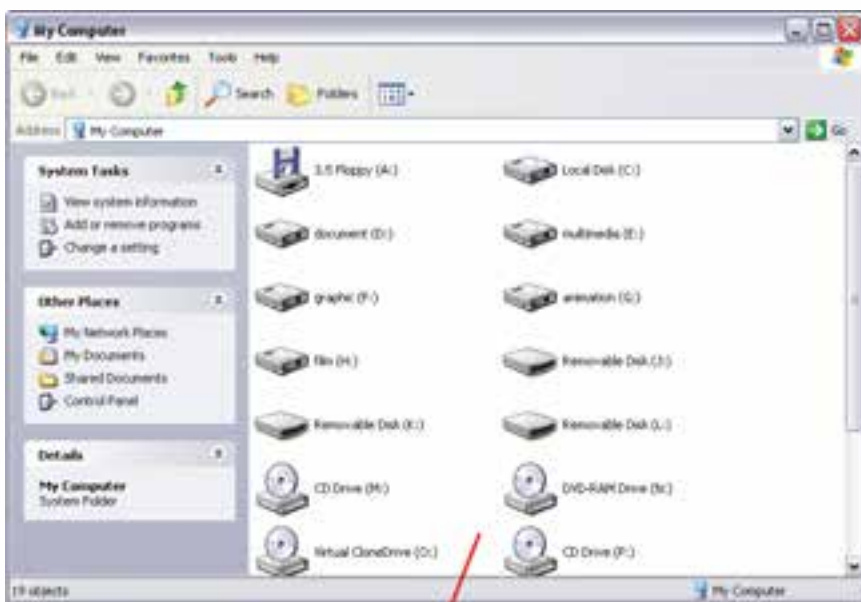 My Computer
File Edit View Favorites Tools Help
Back Search Folders
Address My Computer Go
System Tasks
View system information
Add or remove programs
Change a setting
Other Places
My Network Places
My Documents
Shared Documents
Control Panel
Details
My Computer
System Folder
3.5 Floppy (A:) Local Disk (C:)
document (D:) multimedia (E:)
graphic (F:) animation (G:)
film (H:) Removable Disk (J:)
Removable Disk (K:) Removable Disk (L:)
CD Drive (M:) DVD-RAM Drive (N:)
Virtual CloneDrive (O:) CD Drive (P:)
19 objects My Computer